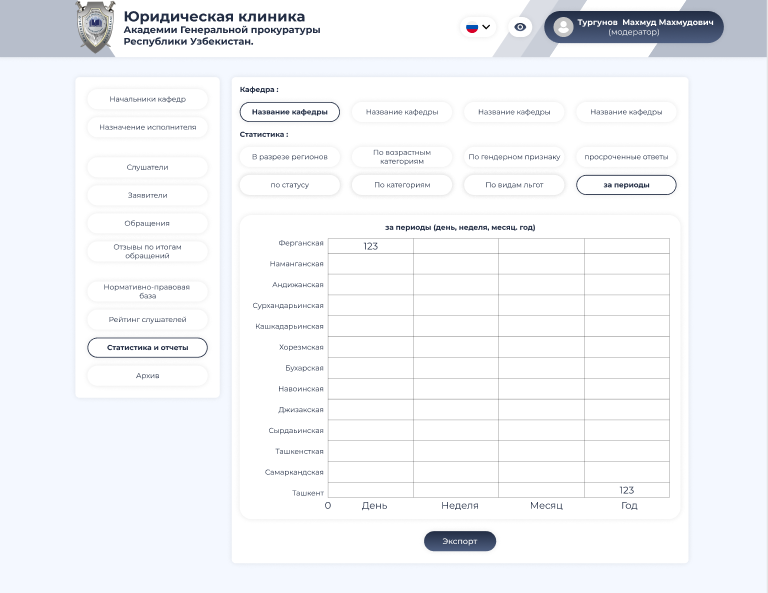 Юридическая клиника
Академии Генеральной прокуратуры
Республики Узбекистан.
Тургунов Махмуд Махмудович
(модератор)
Начальники кафедр
Назначение исполнителя
Слушатели
Заявители
Обращения
Отзывы по итогам
обращений
Нормативно-правовая
база
Рейтинг слушателей
Статистика и отчеты
Архив
Кафедра :
Название кафедры
Название кафедры
Название кафедры
Название кафедры
Статистика :
В разрезе регионов
По возрастным
категориям
По гендерном признаку
просроченные ответы
по статусу
По категориям
По видам льгот
за периоды
за периоды (день, неделя, месяц. год)
Ферганская 123
Наманганская
Андижанская
Сурхандарьинская
Кашкадарьинская
Хорезмская
Бухарская
Навоинская
Джизакская
Сырдаьинская
Ташкенткая
Самаркандская
Ташкент 123
0 День Неделя Месяц Год
Экспорт